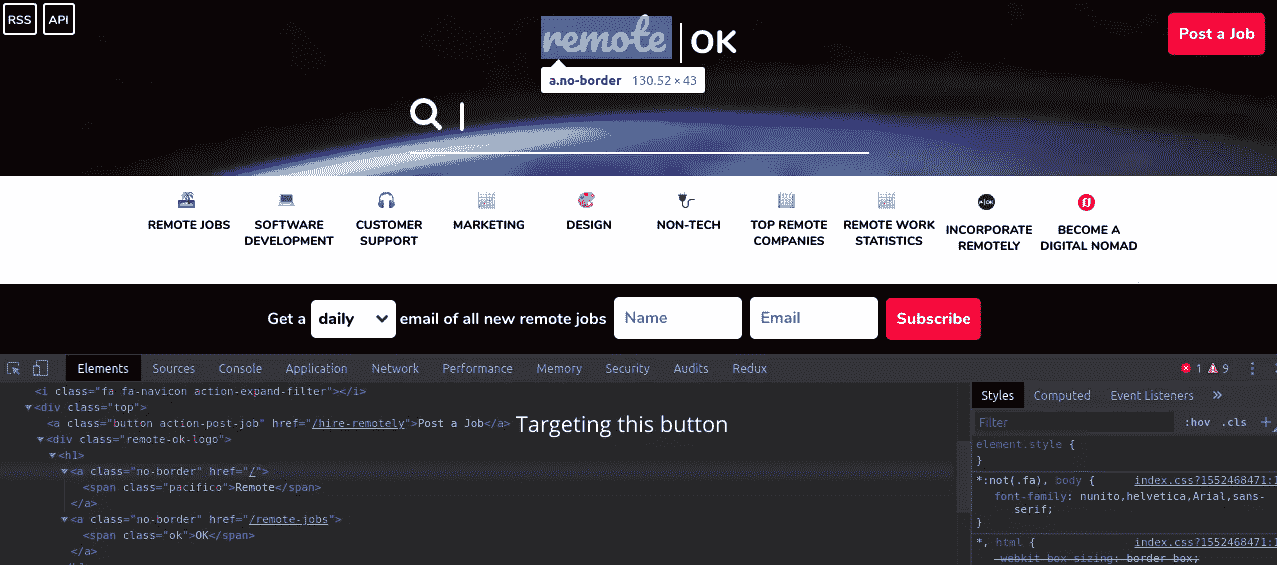 RSS API
remote | OK
Post a Job
a.no-border 130.52 × 43
REMOTE JOBS
SOFTWARE
DEVELOPMENT
CUSTOMER
SUPPORT
MARKETING
DESIGN
NON-TECH
TOP REMOTE
COMPANIES
REMOTE WORK
STATISTICS
INCORPORATE
REMOTELY
BECOME A
DIGITAL NOMAD
Get a daily email of all new remote jobs Name Email Subscribe
Elements Sources Console Application Network Performance Memory Security Audits Redux 1 9
<i class="fa fa-navicon action-expand-filter"></i>
<div class="top">
<a class="button action-post-job" href="/hire-remotely">Post a Job</a> Targeting this button
<div class="remote-ok-logo">
<h1>
<a class="no-border" href="/">
<span class="pacifico">Remote</span>
</a>
<a class="no-border" href="/remote-jobs">
<span class="ok">OK</span>
</a>
Styles Computed Event Listeners »
Filter :hov .cls +
element.style {
}
*:not(.fa), body { index.css?1552468471:1
font-family: nunito,helvetica,Arial,sans-
serif;
}
*, html { index.css?1552468471:1
-webkit-box-sizing: border-box;